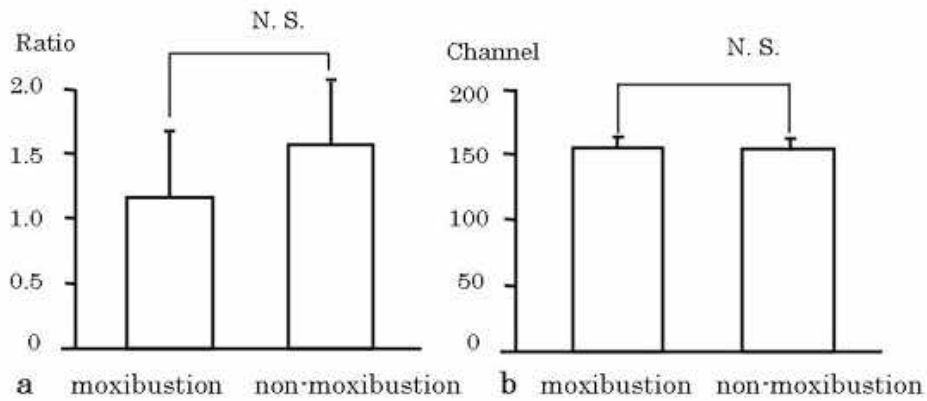 N. S.
Ratio
2.0
1.5
1.0
0.5
0
a moxibustion non-moxibustion
N. S.
Channel
200
150
100
50
0
b moxibustion non-moxibustion